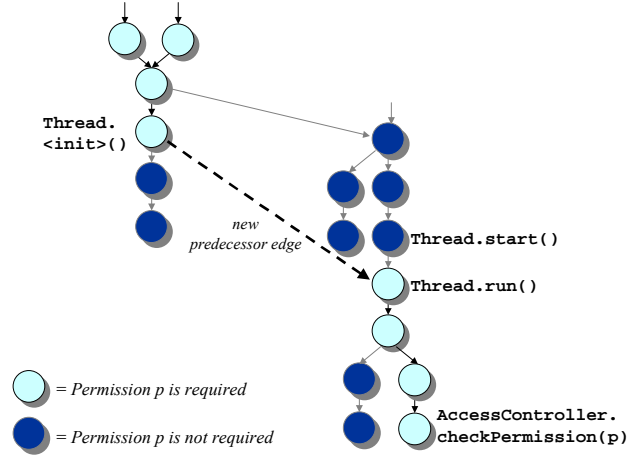 Thread.
<init>()
new
predecessor edge
Thread.start()
Thread.run()
= Permission p is required
AccessController.
checkPermission(p)
= Permission p is not required